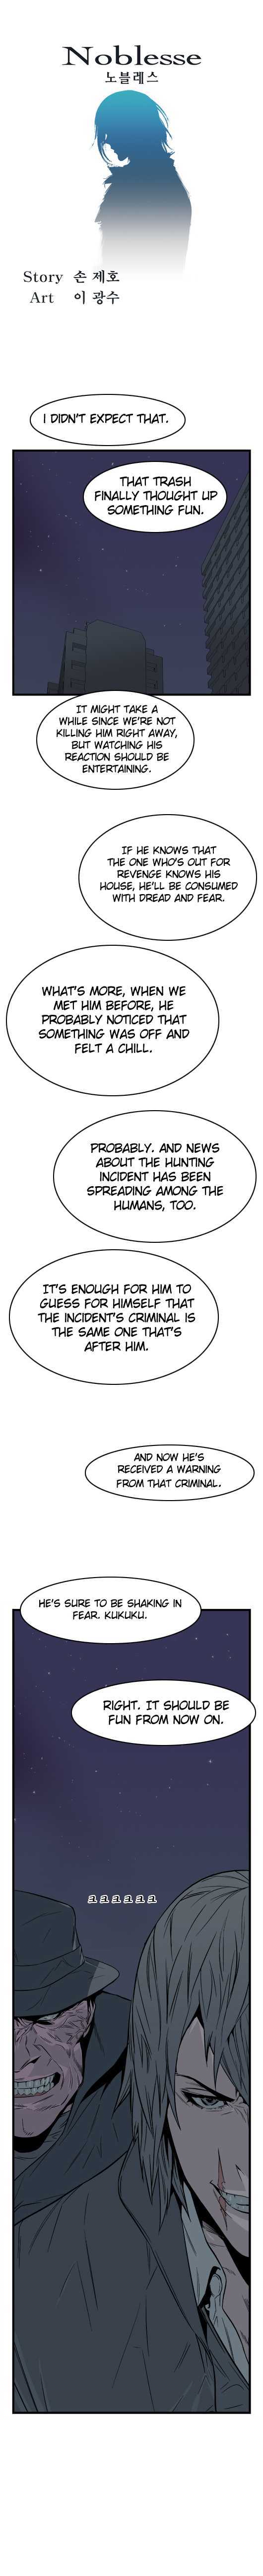 Noblesse
노블레스
Story 손 제호
Art 이 광수
I DIDN'T EXPECT THAT.
THAT TRASH
FINALLY THOUGHT UP
SOMETHING FUN.
IT MIGHT TAKE A
WHILE SINCE WE'RE NOT
KILLING HIM RIGHT AWAY,
BUT WATCHING HIS
REACTION SHOULD BE
ENTERTAINING.
IF HE KNOWS THAT
THE ONE WHO'S OUT FOR
REVENGE KNOWS HIS
HOUSE, HE'LL BE CONSUMED
WITH DREAD AND FEAR.
WHAT'S MORE, WHEN WE
MET HIM BEFORE, HE
PROBABLY NOTICED THAT
SOMETHING WAS OFF AND
FELT A CHILL.
PROBABLY. AND NEWS
ABOUT THE HUNTING
INCIDENT HAS BEEN
SPREADING AMONG THE
HUMANS, TOO.
IT'S ENOUGH FOR HIM TO
GUESS FOR HIMSELF THAT
THE INCIDENT'S CRIMINAL IS
THE SAME ONE THAT'S
AFTER HIM.
AND NOW HE'S
RECEIVED A WARNING
FROM THAT CRIMINAL.
HE'S SURE TO BE SHAKING IN
FEAR. KUKUKU.
RIGHT. IT SHOULD BE
FUN FROM NOW ON.
크크크크크크